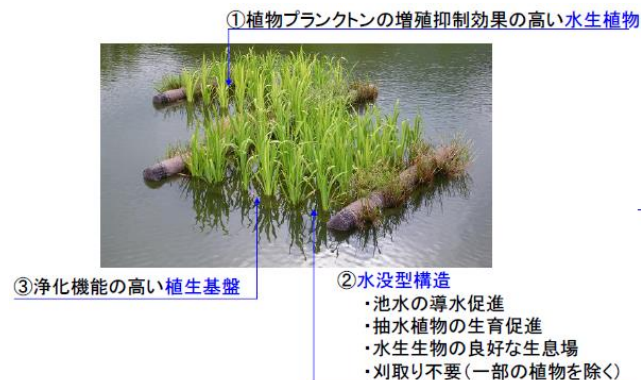 ①植物プランクトンの増殖抑制効果の高い水生植物
③浄化機能の高い植生基盤
②水没型構造
・池水の導水促進
・抽水植物の生育促進
・水生生物の良好な生息場
・刈取り不要(一部の植物を除く)